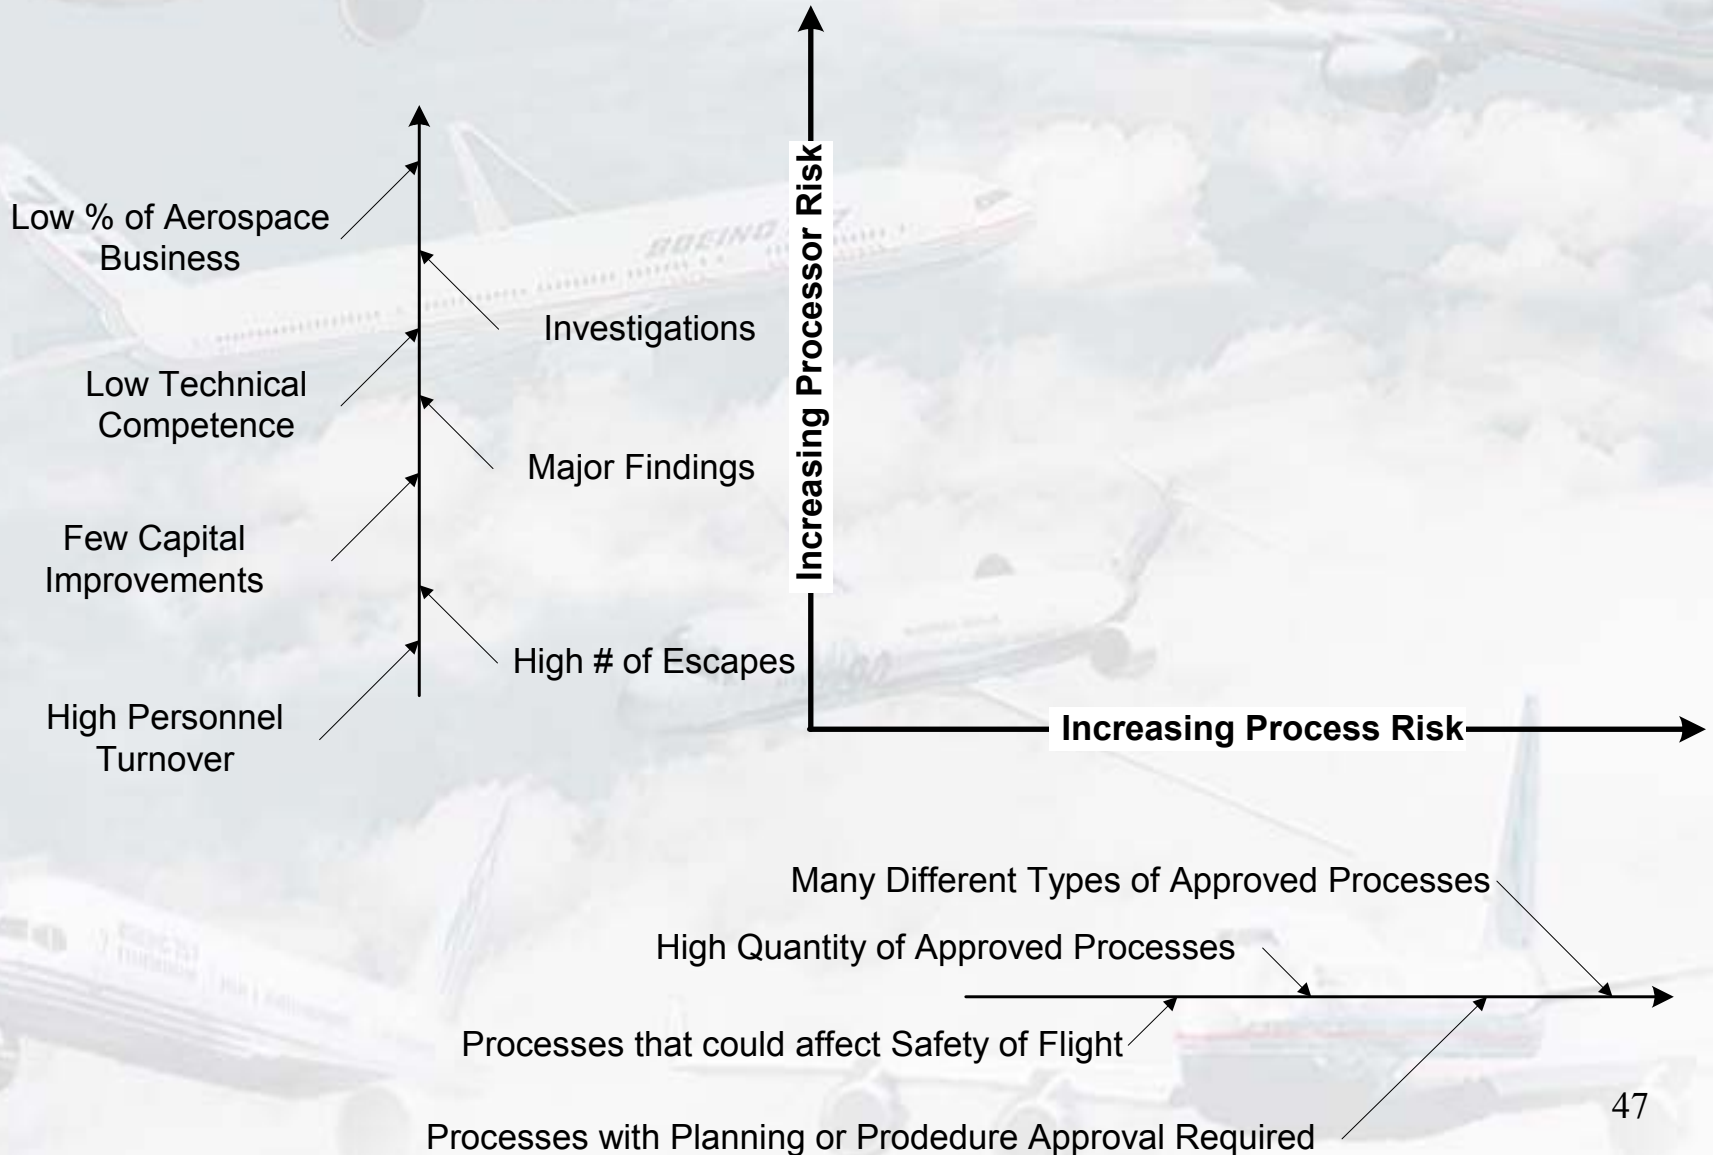 Low % of Aerospace
Business
Investigations
Low Technical
Competence
Major Findings
Few Capital
Improvements
High # of Escapes
High Personnel
Turnover
Increasing Processor Risk
Increasing Process Risk
BOEING
Many Different Types of Approved Processes
High Quantity of Approved Processes
Processes that could affect Safety of Flight
Processes with Planning or Prodedure Approval Required
47